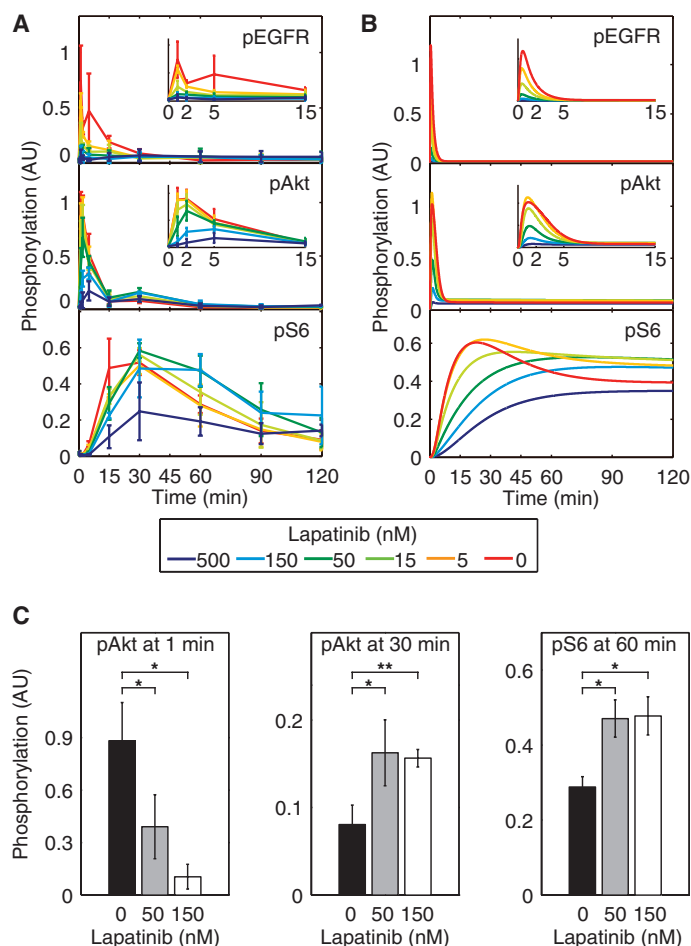 A
pEGFR
1
0.5
0
Phosphorylation (AU)
0 2 5 15
pAkt
1
0.5
0
0 2 5 15
pS6
0.6
0.4
0.2
0
0 15 30 45 60 90 120
Time (min)
B
pEGFR
1
0.5
0
Phosphorylation (AU)
0 2 5 15
pAkt
1
0.5
0
0 2 5 15
pS6
0.6
0.4
0.2
0
0 15 30 45 60 90 120
Time (min)
Lapatinib (nM)
500 150 50 15 5 0
C
Phosphorylation (AU)
pAkt at 1 min
*
*
0.9
0.6
0.3
0
0 50 150
Lapatinib (nM)
pAkt at 30 min
**
*
0.2
0.1
0
0 50 150
Lapatinib (nM)
pS6 at 60 min
*
*
0.6
0.4
0.2
0
0 50 150
Lapatinib (nM)